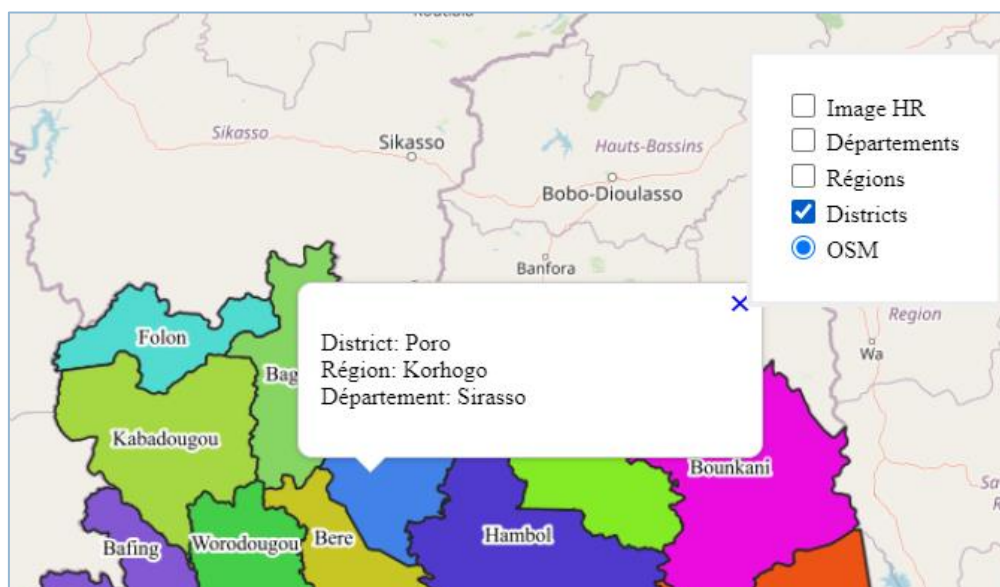 Sikasso
Sikasso
Hauts-Bassins
Bobo-Dioulasso
Banfora
Image HR
Départements
Régions
Districts
OSM
Region
Wa
Folon
Kabadougou
Bafing
Worodougou
Bere
Hambol
Bounkani
District: Poro
Région: Korhogo
Département: Sirasso